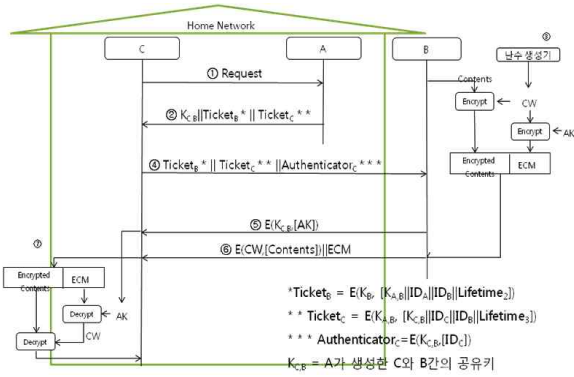 Home Network
③
C
A
B
난수 생성기
① Request
Contents
Encrypt
CW
② K_C,B||Ticket_B* || Ticket_C**
Encrypt
AK
④ Ticket_B* || Ticket_C** ||Authenticator_C***
Encrypted Contents
ECM
⑤ E(K_C,B,[AK])
⑦
⑥ E(CW,[Contents])||ECM
Encrypted Contents
ECM
Decrypt
AK
CW
Decrypt
*Ticket_B = E(K_B, [K_A,B||ID_A||ID_B||Lifetime_2])
** Ticket_C = E(K_A,B, [K_C,B||ID_C||ID_B||Lifetime_3])
*** Authenticator_C=E(K_C,B,[ID_C])
K_C,B = A가 생성한 C와 B간의 공유키